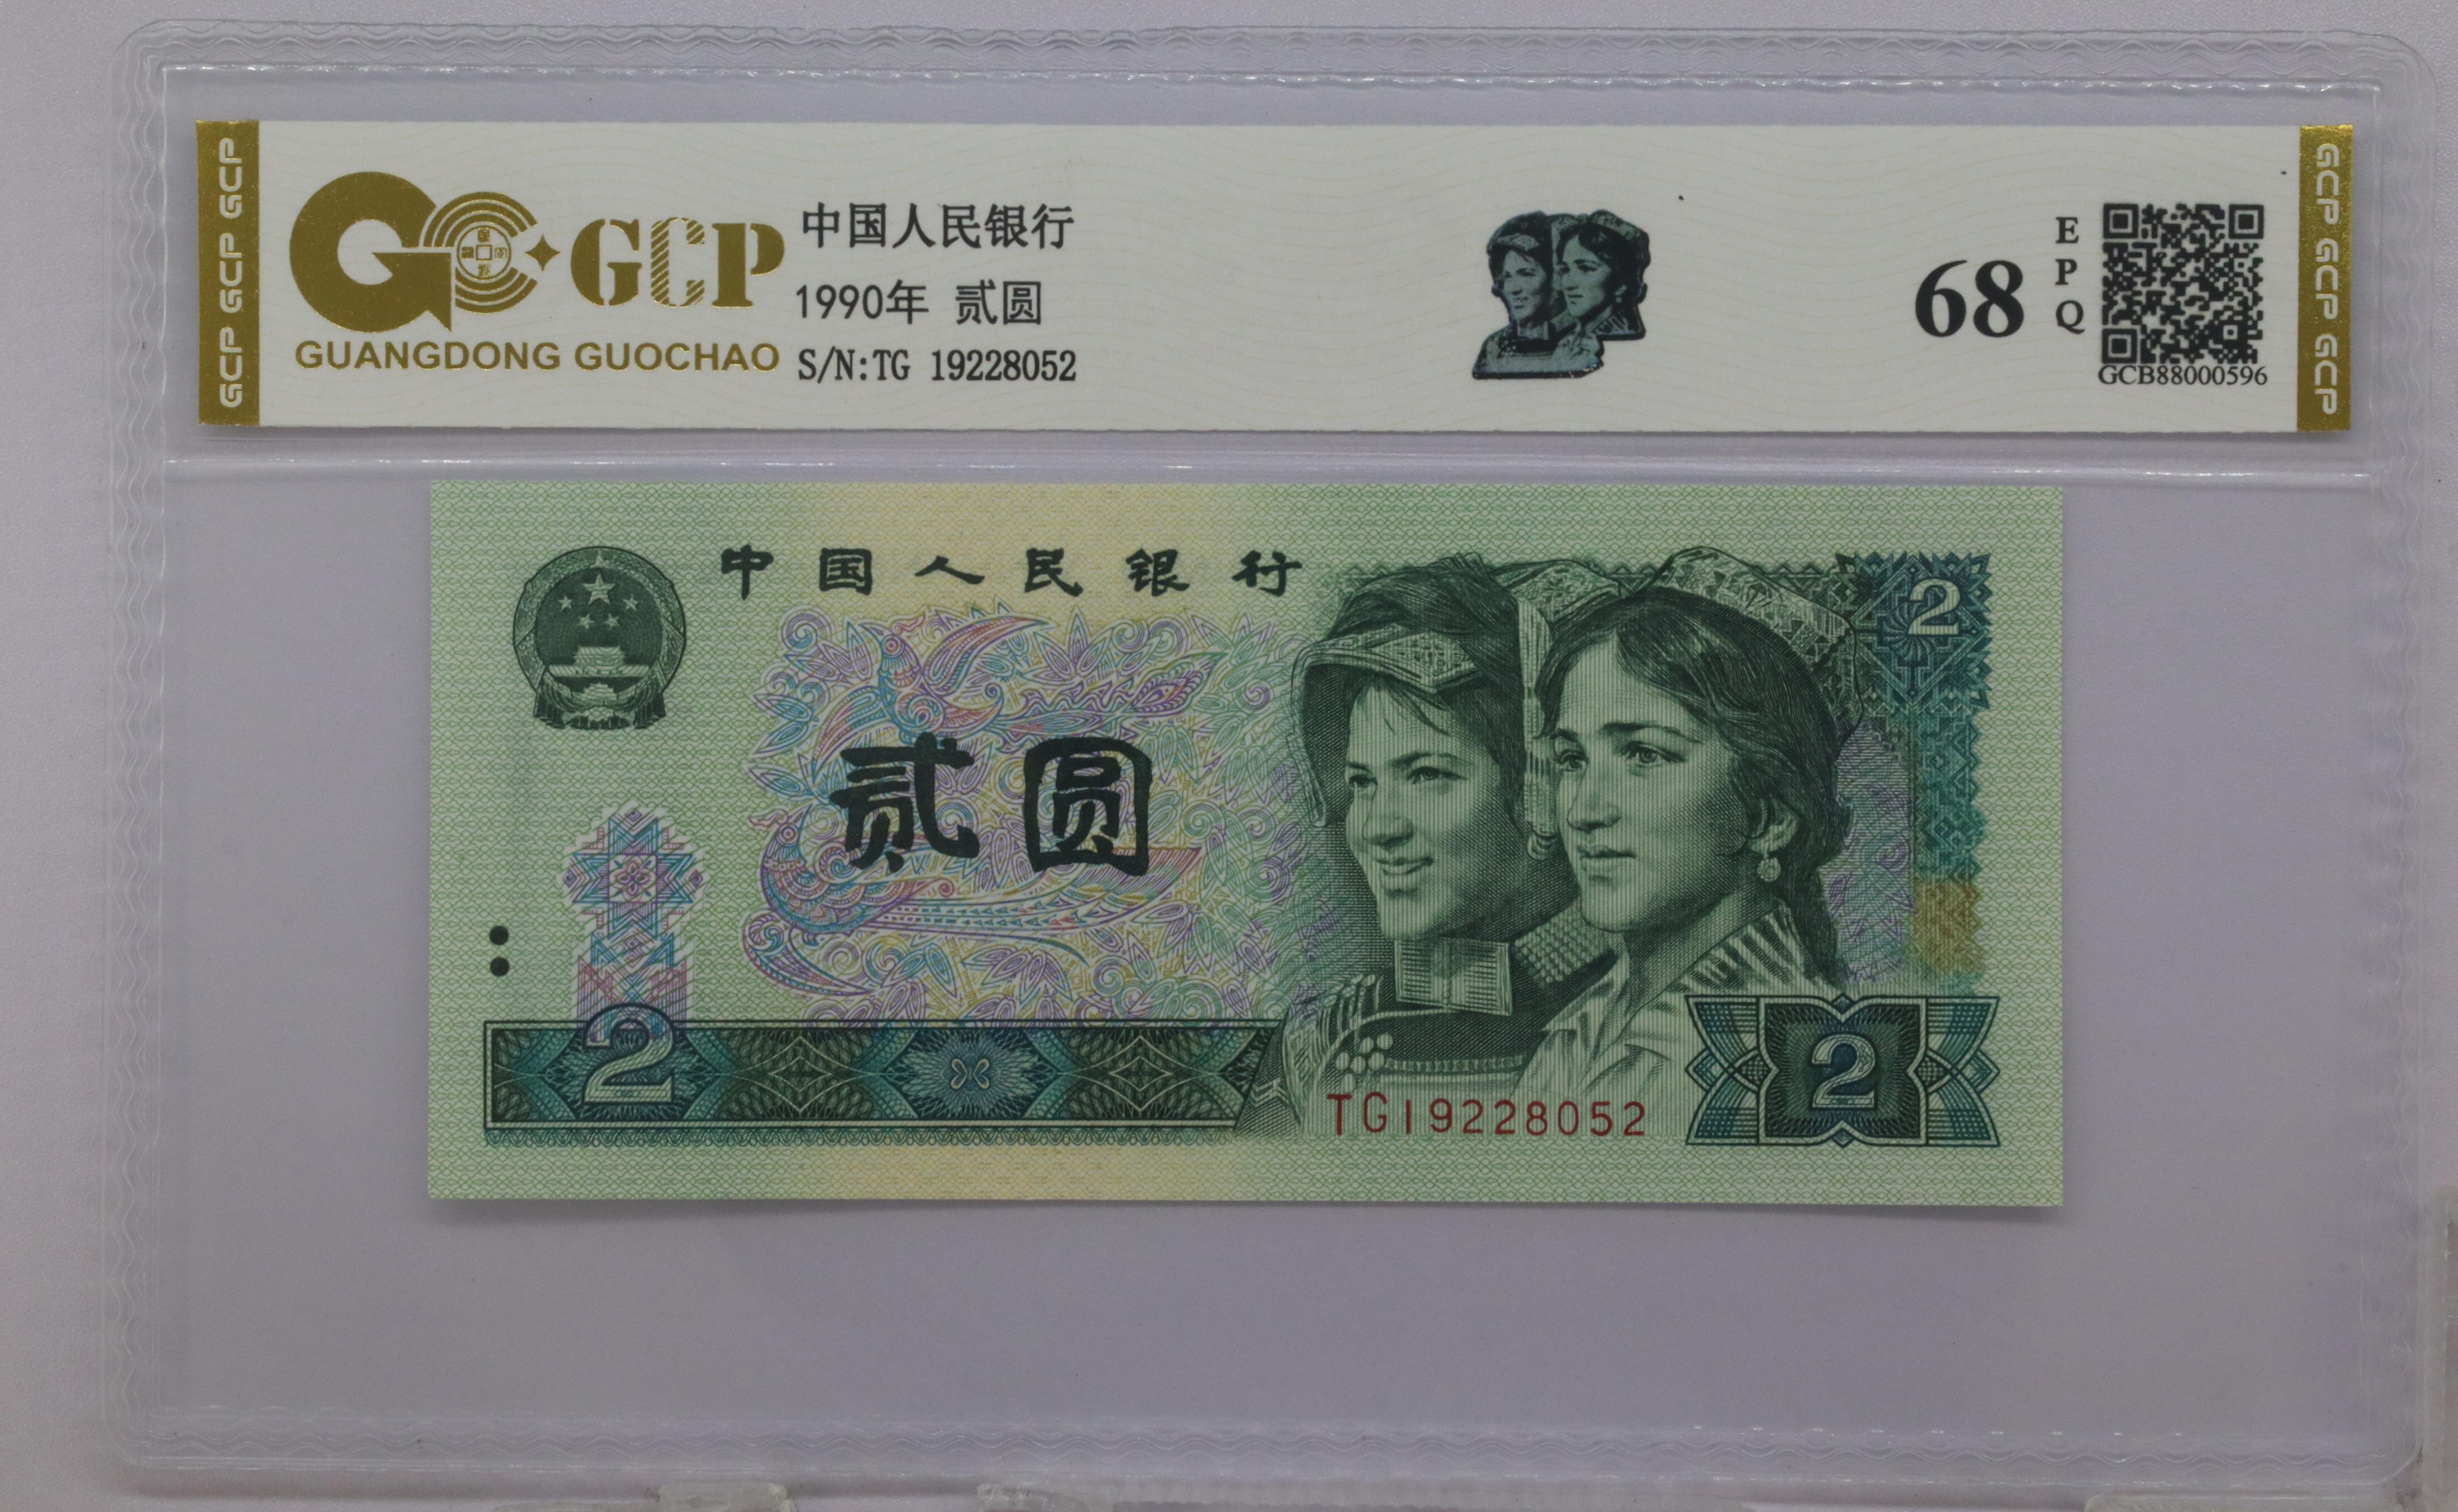 GCP GCP GCP
GCP
GUANGDONG GUOCHAO
中国人民银行
1990年 贰圆
S/N:TG 19228052
68
EPQ
GCB88000596
GCP GCP GCP
中国人民银行
2
贰圆
2
TG19228052
2